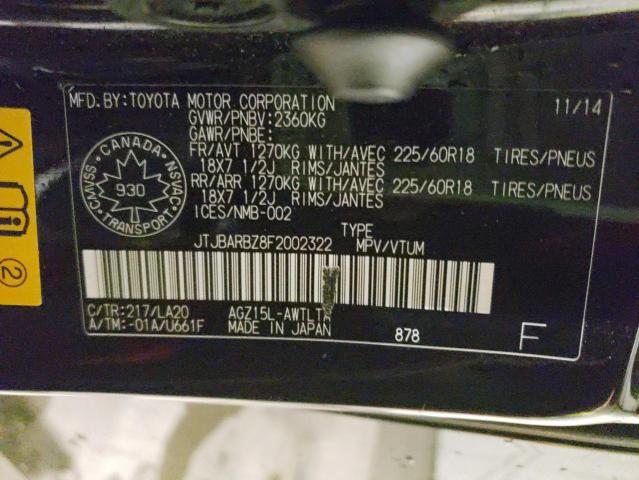 MFD.BY:TOYOTA MOTOR CORPORATION 11/14
GVWR/PNBV:2360KG
GAWR/PNBE:
FR/AVT 1270KG WITH/AVEC 225/60R18 TIRES/PNEUS
18X7 1/2J RIMS/JANTES
RR/ARR 1270KG WITH/AVEC 225/60R18 TIRES/PNEUS
18X7 1/2J RIMS/JANTES
ICES/NMB-002
CANADA
CMVSS NSVAC
930
TRANSPORT
TYPE
JTJBARBZ8F2002322 MPV/VTUM
C/TR:217/LA20 AGZ15L-AWTLT
A/TM:-01A/U661F MADE IN JAPAN 878 F
2